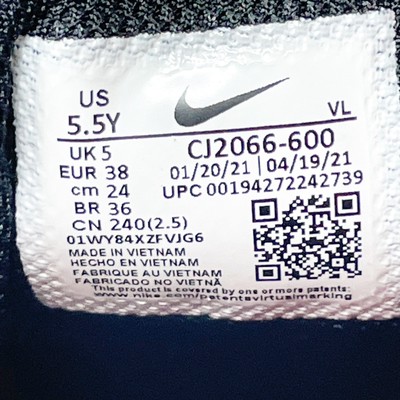 US
5.5Y
VL
UK 5
EUR 38
cm 24
BR 36
CN 240(2.5)
CJ2066-600
01/20/21 | 04/19/21
UPC 00194272242739
01WY84XZFVJG6
MADE IN VIETNAM
HECHO EN VIETNAM
FABRIQUE AU VIETNAM
FABRICADO NO VIETNÃ
This product is covered by one or more patents:
www.nike.com/patentsvirtualmarking